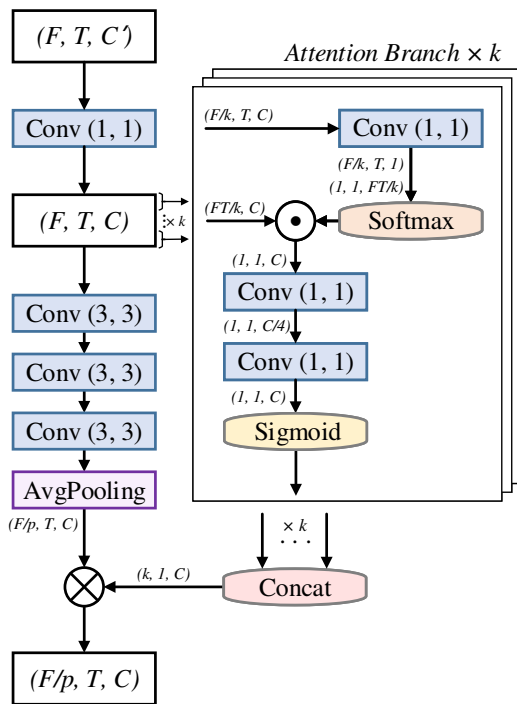 (F, T, C')
Conv (1, 1)
(F, T, C)
× k
Conv (3, 3)
Conv (3, 3)
Conv (3, 3)
AvgPooling
(F/p, T, C)
(F/p, T, C)
Attention Branch × k
(F/k, T, C)
Conv (1, 1)
(F/k, T, 1)
(1, 1, FT/k)
(FT/k, C)
Softmax
(1, 1, C)
Conv (1, 1)
(1, 1, C/4)
Conv (1, 1)
(1, 1, C)
Sigmoid
× k
. . .
(k, 1, C)
Concat